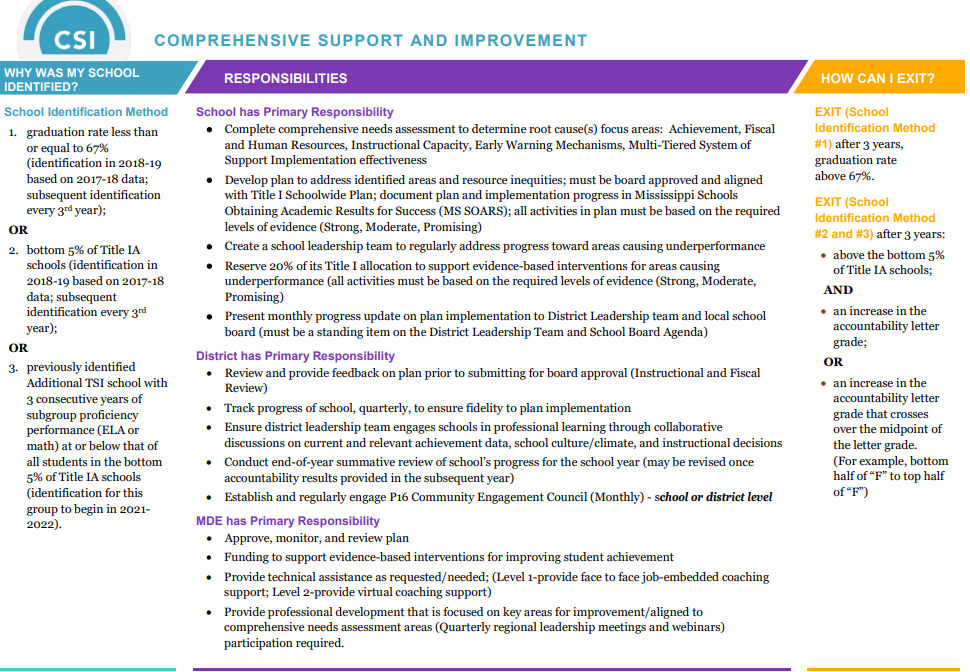 CSI
COMPREHENSIVE SUPPORT AND IMPROVEMENT
WHY WAS MY SCHOOL
IDENTIFIED?
School Identification Method
1. graduation rate less than
or equal to 67%
(identification in 2018-19
based on 2017-18 data;
subsequent identification
every 3rd year);
OR
2. bottom 5% of Title IA
schools (identification in
2018-19 based on 2017-18
data; subsequent
identification every 3rd
year);
OR
3. previously identified
Additional TSI school with
3 consecutive years of
subgroup proficiency
performance (ELA or
math) at or below that of
all students in the bottom
5% of Title IA schools
(identification for this
group to begin in 2021-
2022).
RESPONSIBILITIES
School has Primary Responsibility
● Complete comprehensive needs assessment to determine root cause(s) focus areas: Achievement, Fiscal
and Human Resources, Instructional Capacity, Early Warning Mechanisms, Multi-Tiered System of
Support Implementation effectiveness
● Develop plan to address identified areas and resource inequities; must be board approved and aligned
with Title I Schoolwide Plan; document plan and implementation progress in Mississippi Schools
Obtaining Academic Results for Success (MS SOARS); all activities in plan must be based on the required
levels of evidence (Strong, Moderate, Promising)
● Create a school leadership team to regularly address progress toward areas causing underperformance
● Reserve 20% of its Title I allocation to support evidence-based interventions for areas causing
underperformance (all activities must be based on the required levels of evidence (Strong, Moderate,
Promising)
● Present monthly progress update on plan implementation to District Leadership team and local school
board (must be a standing item on the District Leadership Team and School Board Agenda)
District has Primary Responsibility
• Review and provide feedback on plan prior to submitting for board approval (Instructional and Fiscal
Review)
• Track progress of school, quarterly, to ensure fidelity to plan implementation
• Ensure district leadership team engages schools in professional learning through collaborative
discussions on current and relevant achievement data, school culture/climate, and instructional decisions
• Conduct end-of-year summative review of school's progress for the school year (may be revised once
accountability results provided in the subsequent year)
• Establish and regularly engage P16 Community Engagement Council (Monthly) - school or district level
MDE has Primary Responsibility
• Approve, monitor, and review plan
• Funding to support evidence-based interventions for improving student achievement
• Provide technical assistance as requested/needed; (Level 1-provide face to face job-embedded coaching
support; Level 2-provide virtual coaching support)
• Provide professional development that is focused on key areas for improvement/aligned to
comprehensive needs assessment areas (Quarterly regional leadership meetings and webinars)
participation required.
HOW CAN I EXIT?
EXIT (School
Identification Method
#1) after 3 years,
graduation rate
above 67%.
EXIT (School
Identification Method
#2 and #3) after 3 years:
• above the bottom 5%
of Title IA schools;
AND
• an increase in the
accountability letter
grade;
OR
• an increase in the
accountability letter
grade that crosses
over the midpoint of
the letter grade.
(For example, bottom
half of "F" to top half
of "F")